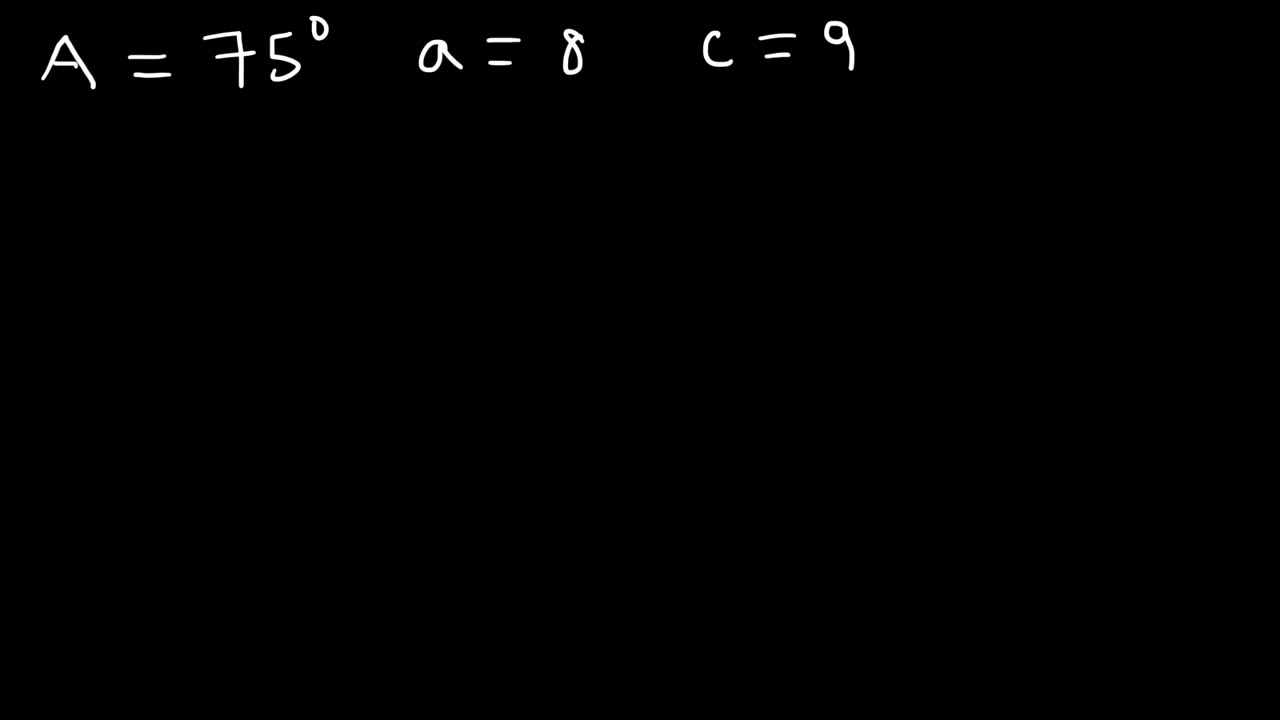 A = 75° a = 8 c = 9